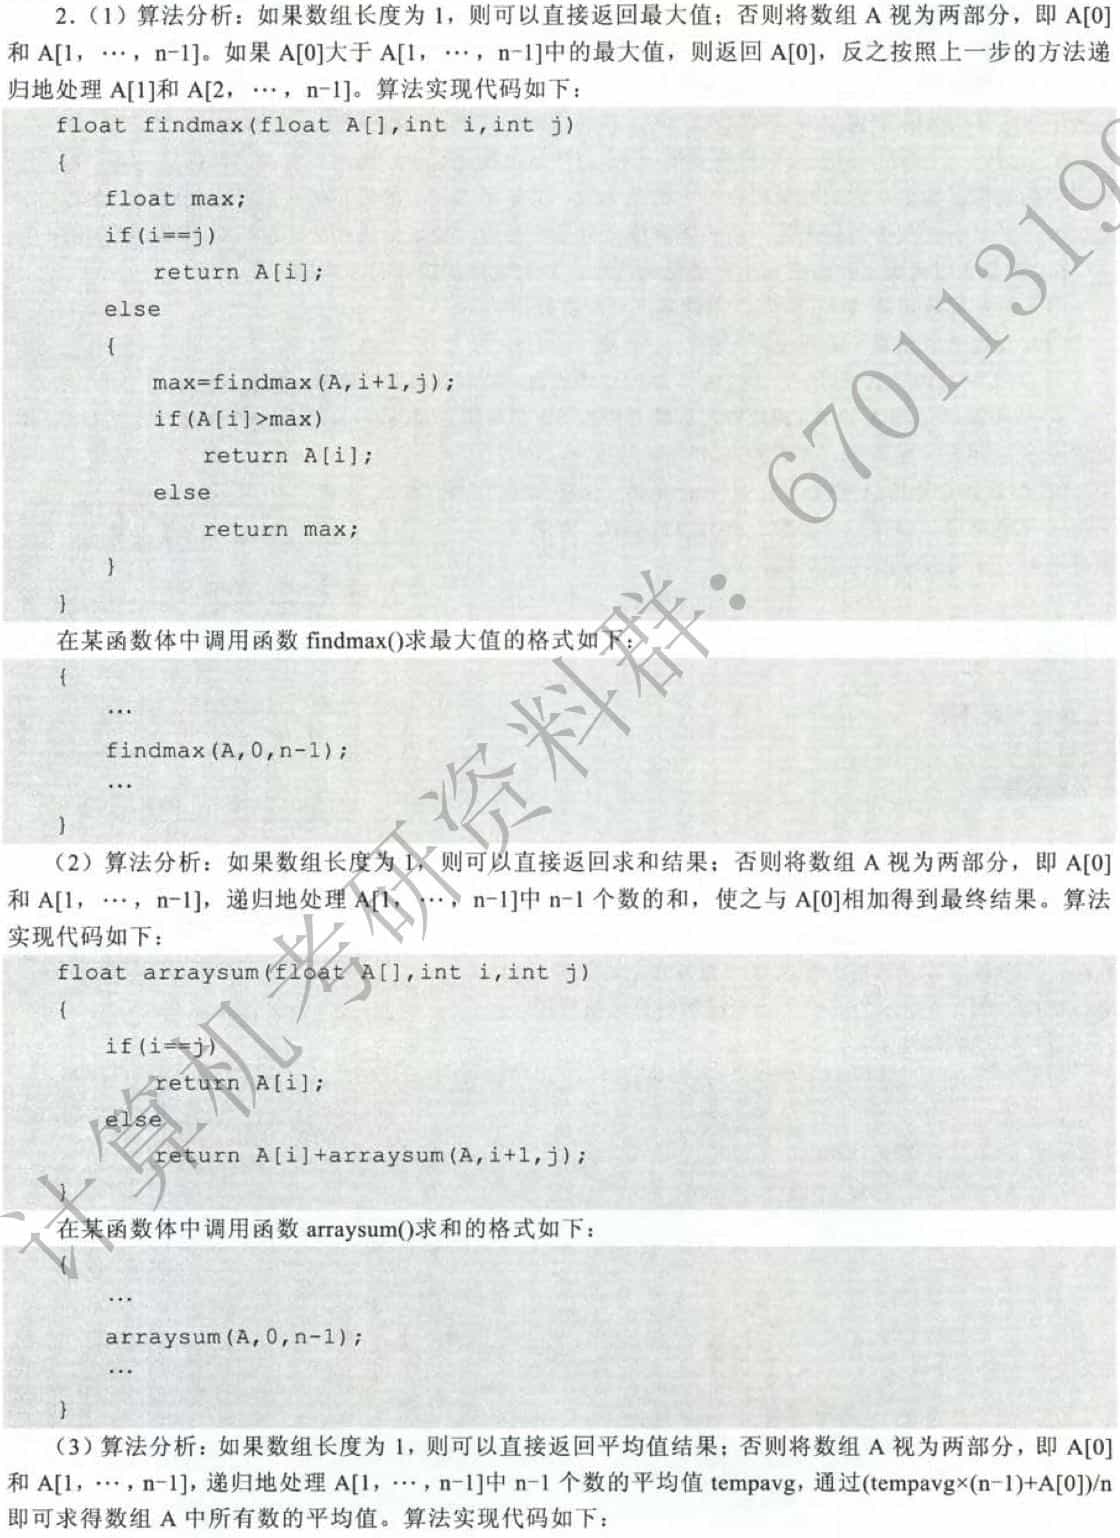 2.（1）算法分析：如果数组长度为 1，则可以直接返回最大值；否则将数组 A 视为两部分，即 A[0]
和 A[1，…，n-1]。如果 A[0]大于 A[1，…，n-1]中的最大值，则返回 A[0]，反之按照上一步的方法递
归地处理 A[1]和 A[2，…，n-1]。算法实现代码如下：
float findmax(float A[],int i,int j)
{
float max;
if(i==j)
return A[i];
else
{
max=findmax(A,i+1,j);
if(A[i]>max)
return A[i];
else
return max;
}
}
在某函数体中调用函数 findmax()求最大值的格式如下：
{
…
findmax(A,0,n-1);
…
}
（2）算法分析：如果数组长度为 1，则可以直接返回求和结果；否则将数组 A 视为两部分，即 A[0]
和 A[1，…，n-1]，递归地处理 A[1，…，n-1]中 n-1 个数的和，使之与 A[0]相加得到最终结果。算法
实现代码如下：
float arraysum(float A[],int i,int j)
{
if(i==j)
return A[i];
else
return A[i]+arraysum(A,i+1,j);
}
在某函数体中调用函数 arraysum()求和的格式如下：
{
…
arraysum(A,0,n-1);
…
}
（3）算法分析：如果数组长度为 1，则可以直接返回平均值结果；否则将数组 A 视为两部分，即 A[0]
和 A[1，…，n-1]，递归地处理 A[1，…，n-1]中 n-1 个数的平均值 tempavg，通过(tempavg×(n-1)+A[0])/n
即可求得数组 A 中所有数的平均值。算法实现代码如下：
计算机考研资料群：67011319